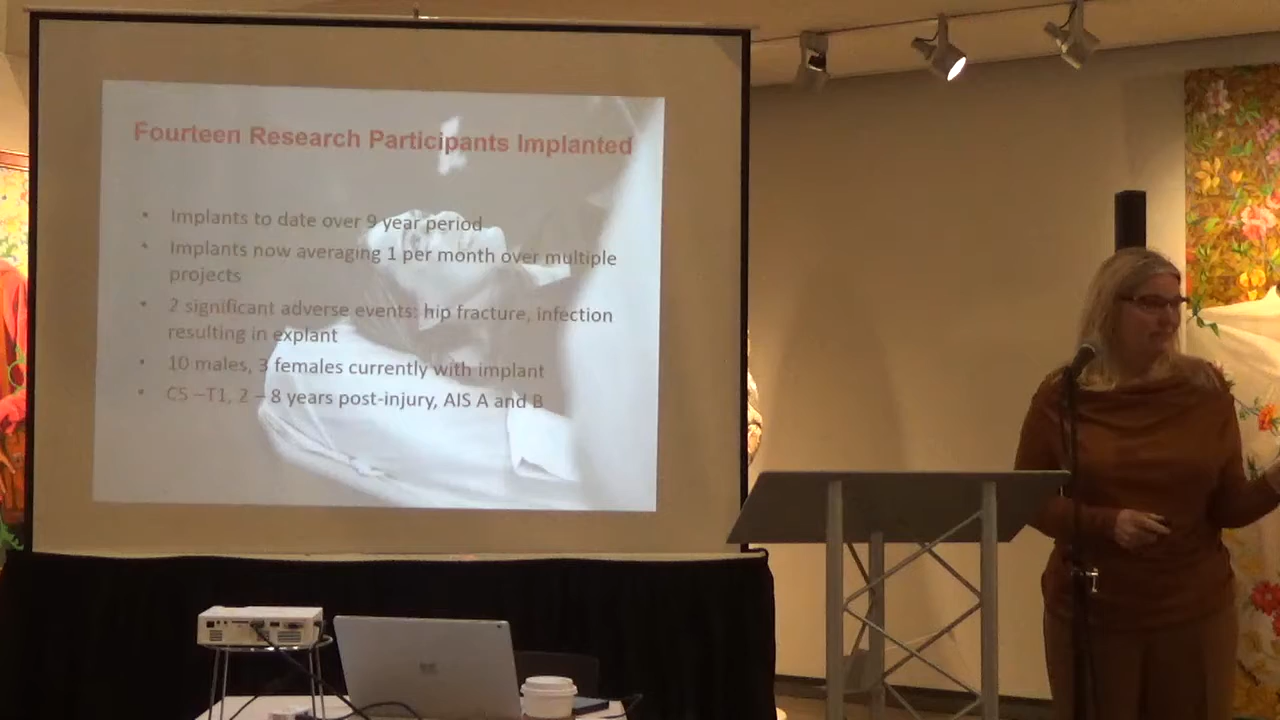 Fourteen Research Participants Implanted
• Implants to date over 9 year period
• Implants now averaging 1 per month over multiple
projects
• 2 significant adverse events: hip fracture, infection
resulting in explant
• 10 males, 3 females currently with implant
• C5 –T1, 2 – 8 years post-injury, AIS A and B